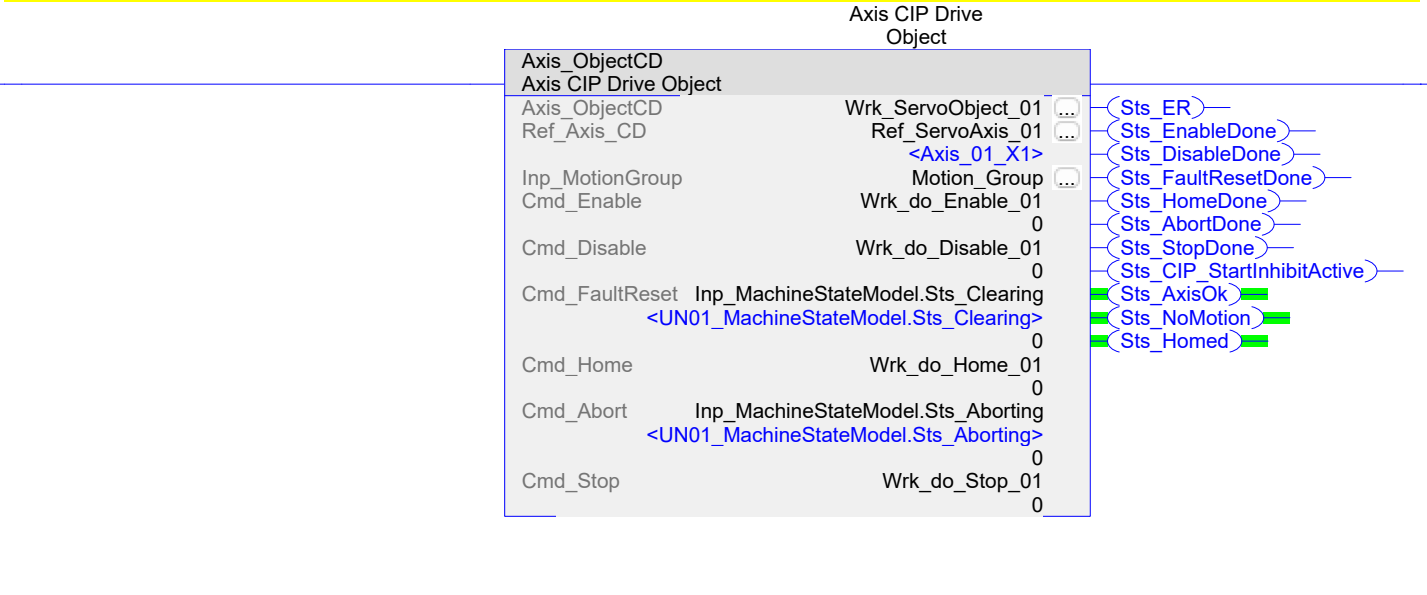 Axis CIP Drive
Object
Axis_ObjectCD
Axis CIP Drive Object
Axis_ObjectCD Wrk_ServoObject_01 ... Sts_ER
Ref_Axis_CD Ref_ServoAxis_01 ... Sts_EnableDone
<Axis_01_X1> Sts_DisableDone
Inp_MotionGroup Motion_Group ... Sts_FaultResetDone
Cmd_Enable Wrk_do_Enable_01 Sts_HomeDone
0 Sts_AbortDone
Cmd_Disable Wrk_do_Disable_01 Sts_StopDone
0 Sts_CIP_StartInhibitActive
Cmd_FaultReset Inp_MachineStateModel.Sts_Clearing Sts_AxisOk
<UN01_MachineStateModel.Sts_Clearing> Sts_NoMotion
0 Sts_Homed
Cmd_Home Wrk_do_Home_01
0
Cmd_Abort Inp_MachineStateModel.Sts_Aborting
<UN01_MachineStateModel.Sts_Aborting>
0
Cmd_Stop Wrk_do_Stop_01
0